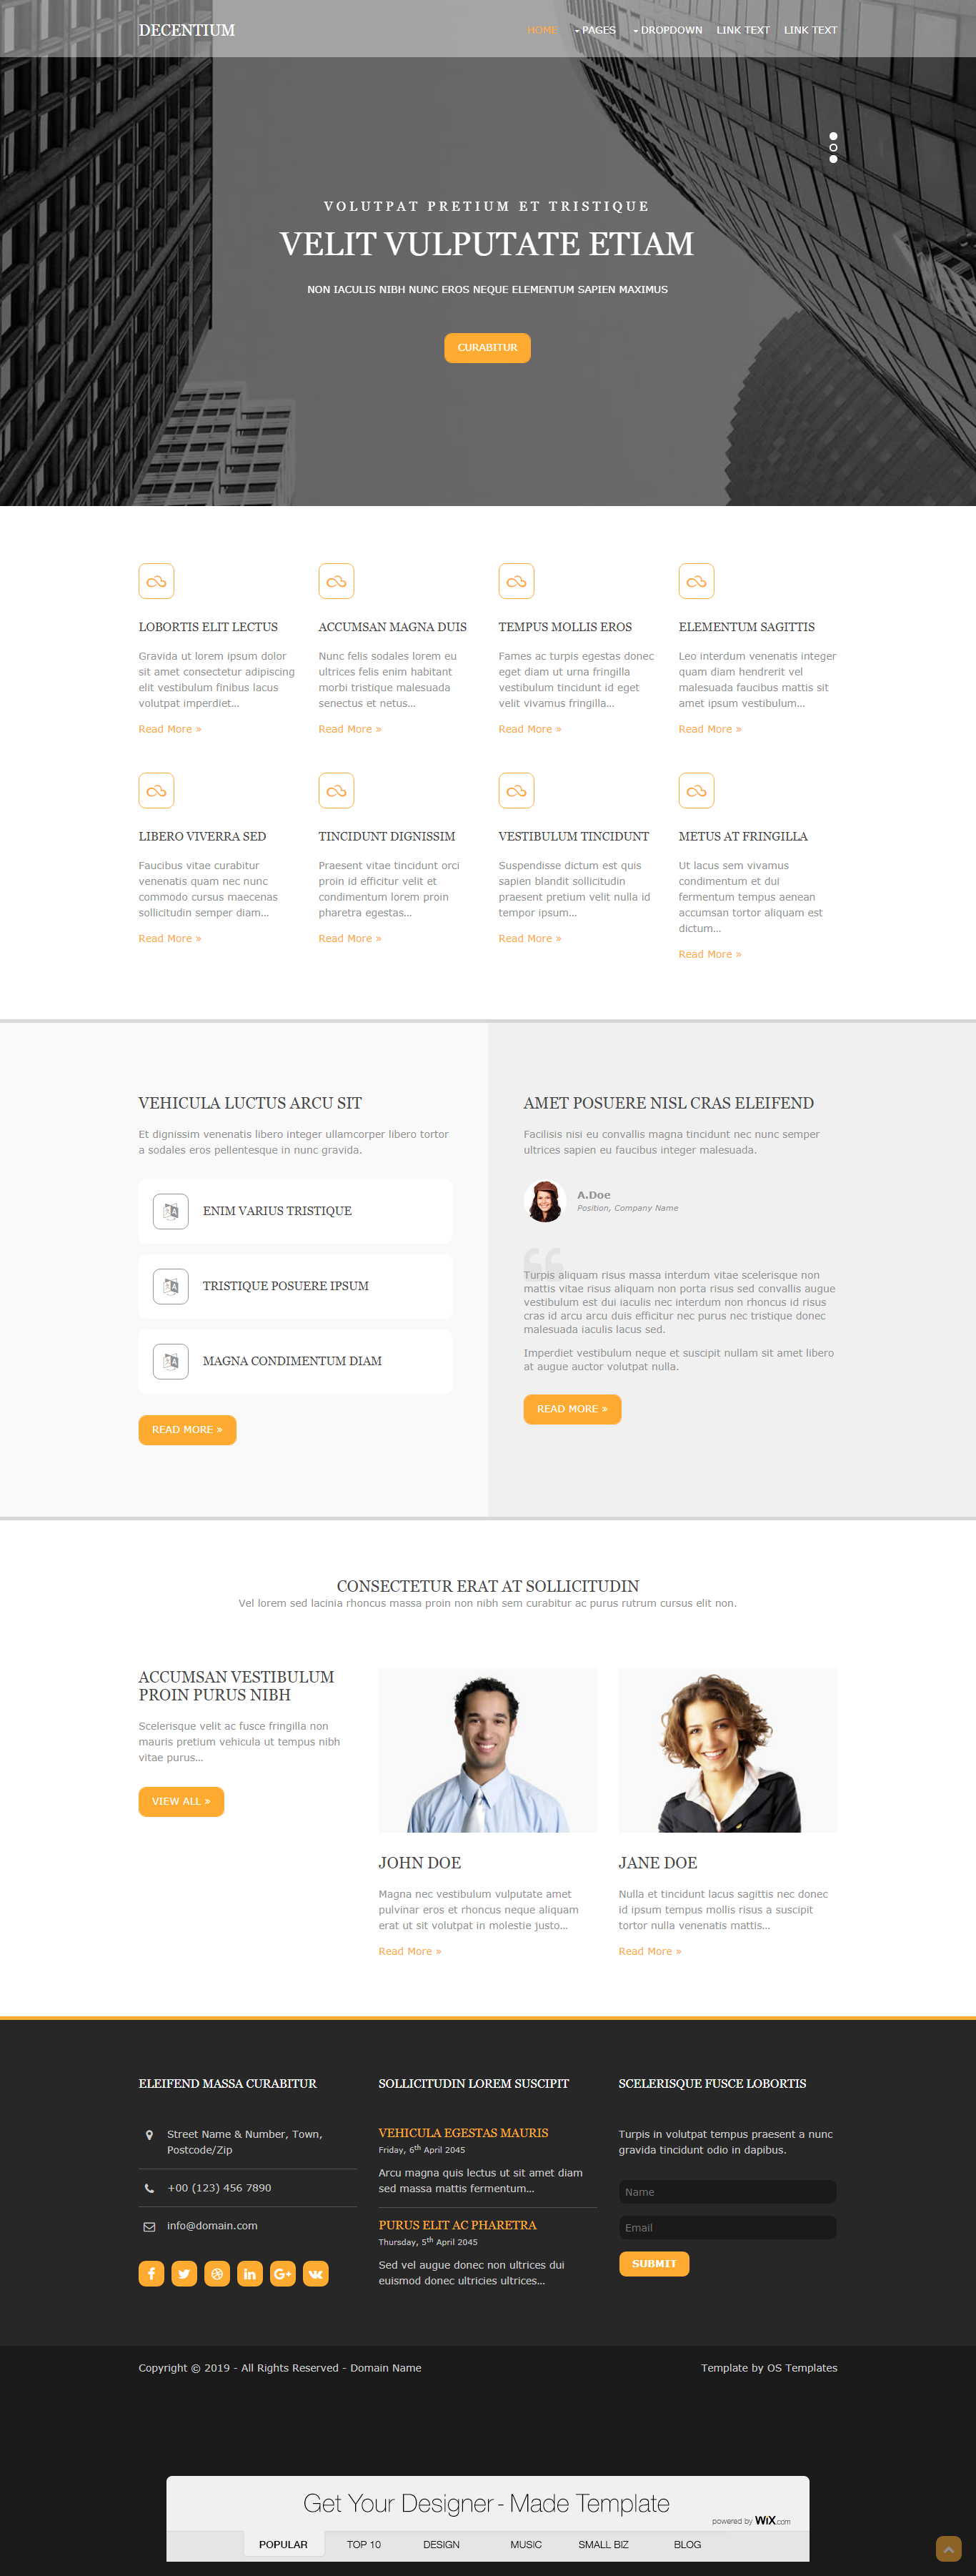 DECENTIUM
HOME PAGES DROPDOWN LINK TEXT LINK TEXT
VOLUTPAT PRETIUM ET TRISTIQUE
VELIT VULPUTATE ETIAM
NON IACULIS NIBH NUNC EROS NEQUE ELEMENTUM SAPIEN MAXIMUS
CURABITUR
LOBORTIS ELIT LECTUS
Gravida ut lorem ipsum dolor
sit amet consectetur adipiscing
elit vestibulum finibus lacus
volutpat imperdiet...
Read More »
ACCUMSAN MAGNA DUIS
Nunc felis sodales lorem eu
ultrices felis enim habitant
morbi tristique malesuada
senectus et netus...
Read More »
TEMPUS MOLLIS EROS
Fames ac turpis egestas donec
eget diam ut urna fringilla
vestibulum tincidunt id eget
velit vivamus fringilla...
Read More »
ELEMENTUM SAGITTIS
Leo interdum venenatis integer
quam diam hendrerit vel
malesuada faucibus mattis sit
amet ipsum vestibulum...
Read More »
LIBERO VIVERRA SED
Faucibus vitae curabitur
venenatis quam nec nunc
commodo cursus maecenas
sollicitudin semper diam...
Read More »
TINCIDUNT DIGNISSIM
Praesent vitae tincidunt orci
proin id efficitur velit et
condimentum lorem proin
pharetra egestas...
Read More »
VESTIBULUM TINCIDUNT
Suspendisse dictum est quis
sapien blandit sollicitudin
praesent pretium velit nulla id
tempor ipsum...
Read More »
METUS AT FRINGILLA
Ut lacus sem vivamus
condimentum et dui
fermentum tempus aenean
accumsan tortor aliquam est
dictum...
Read More »
VEHICULA LUCTUS ARCU SIT
Et dignissim venenatis libero integer ullamcorper libero tortor
a sodales eros pellentesque in nunc gravida.
ENIM VARIUS TRISTIQUE
TRISTIQUE POSUERE IPSUM
MAGNA CONDIMENTUM DIAM
READ MORE »
AMET POSUERE NISL CRAS ELEIFEND
Facilisis nisi eu convallis magna tincidunt nec nunc semper
ultrices sapien eu faucibus integer malesuada.
A.Doe
Position, Company Name
Turpis aliquam risus massa interdum vitae scelerisque non
mattis vitae risus aliquam non porta risus sed convallis augue
vestibulum est dui iaculis nec interdum non rhoncus id risus
cras id arcu arcu duis efficitur nec purus nec tristique donec
malesuada iaculis lacus sed.
Imperdiet vestibulum neque et suscipit nullam sit amet libero
at augue auctor volutpat nulla.
READ MORE »
CONSECTETUR ERAT AT SOLLICITUDIN
Vel lorem sed lacinia rhoncus massa proin non nibh sem curabitur ac purus rutrum cursus elit non.
ACCUMSAN VESTIBULUM
PROIN PURUS NIBH
Scelerisque velit ac fusce fringilla non
mauris pretium vehicula ut tempus nibh
vitae purus...
VIEW ALL »
JOHN DOE
Magna nec vestibulum vulputate amet
pulvinar eros et rhoncus neque aliquam
erat ut sit volutpat in molestie justo...
Read More »
JANE DOE
Nulla et tincidunt lacus sagittis nec donec
id ipsum tempus mollis risus a suscipit
tortor nulla venenatis mattis...
Read More »
ELEIFEND MASSA CURABITUR
Street Name & Number, Town,
Postcode/Zip
+00 (123) 456 7890
info@domain.com
SOLLICITUDIN LOREM SUSCIPIT
VEHICULA EGESTAS MAURIS
Friday, 6th April 2045
Arcu magna quis lectus ut sit amet diam
sed massa mattis fermentum...
PURUS ELIT AC PHARETRA
Thursday, 5th April 2045
Sed vel augue donec non ultrices dui
euismod donec ultricies ultrices...
SCELERISQUE FUSCE LOBORTIS
Turpis in volutpat tempus praesent a nunc
gravida tincidunt odio in dapibus.
Name
Email
SUBMIT
Copyright © 2019 - All Rights Reserved - Domain Name
Template by OS Templates
Get Your Designer-Made Template
powered by WiX.com
POPULAR TOP 10 DESIGN MUSIC SMALL BIZ BLOG